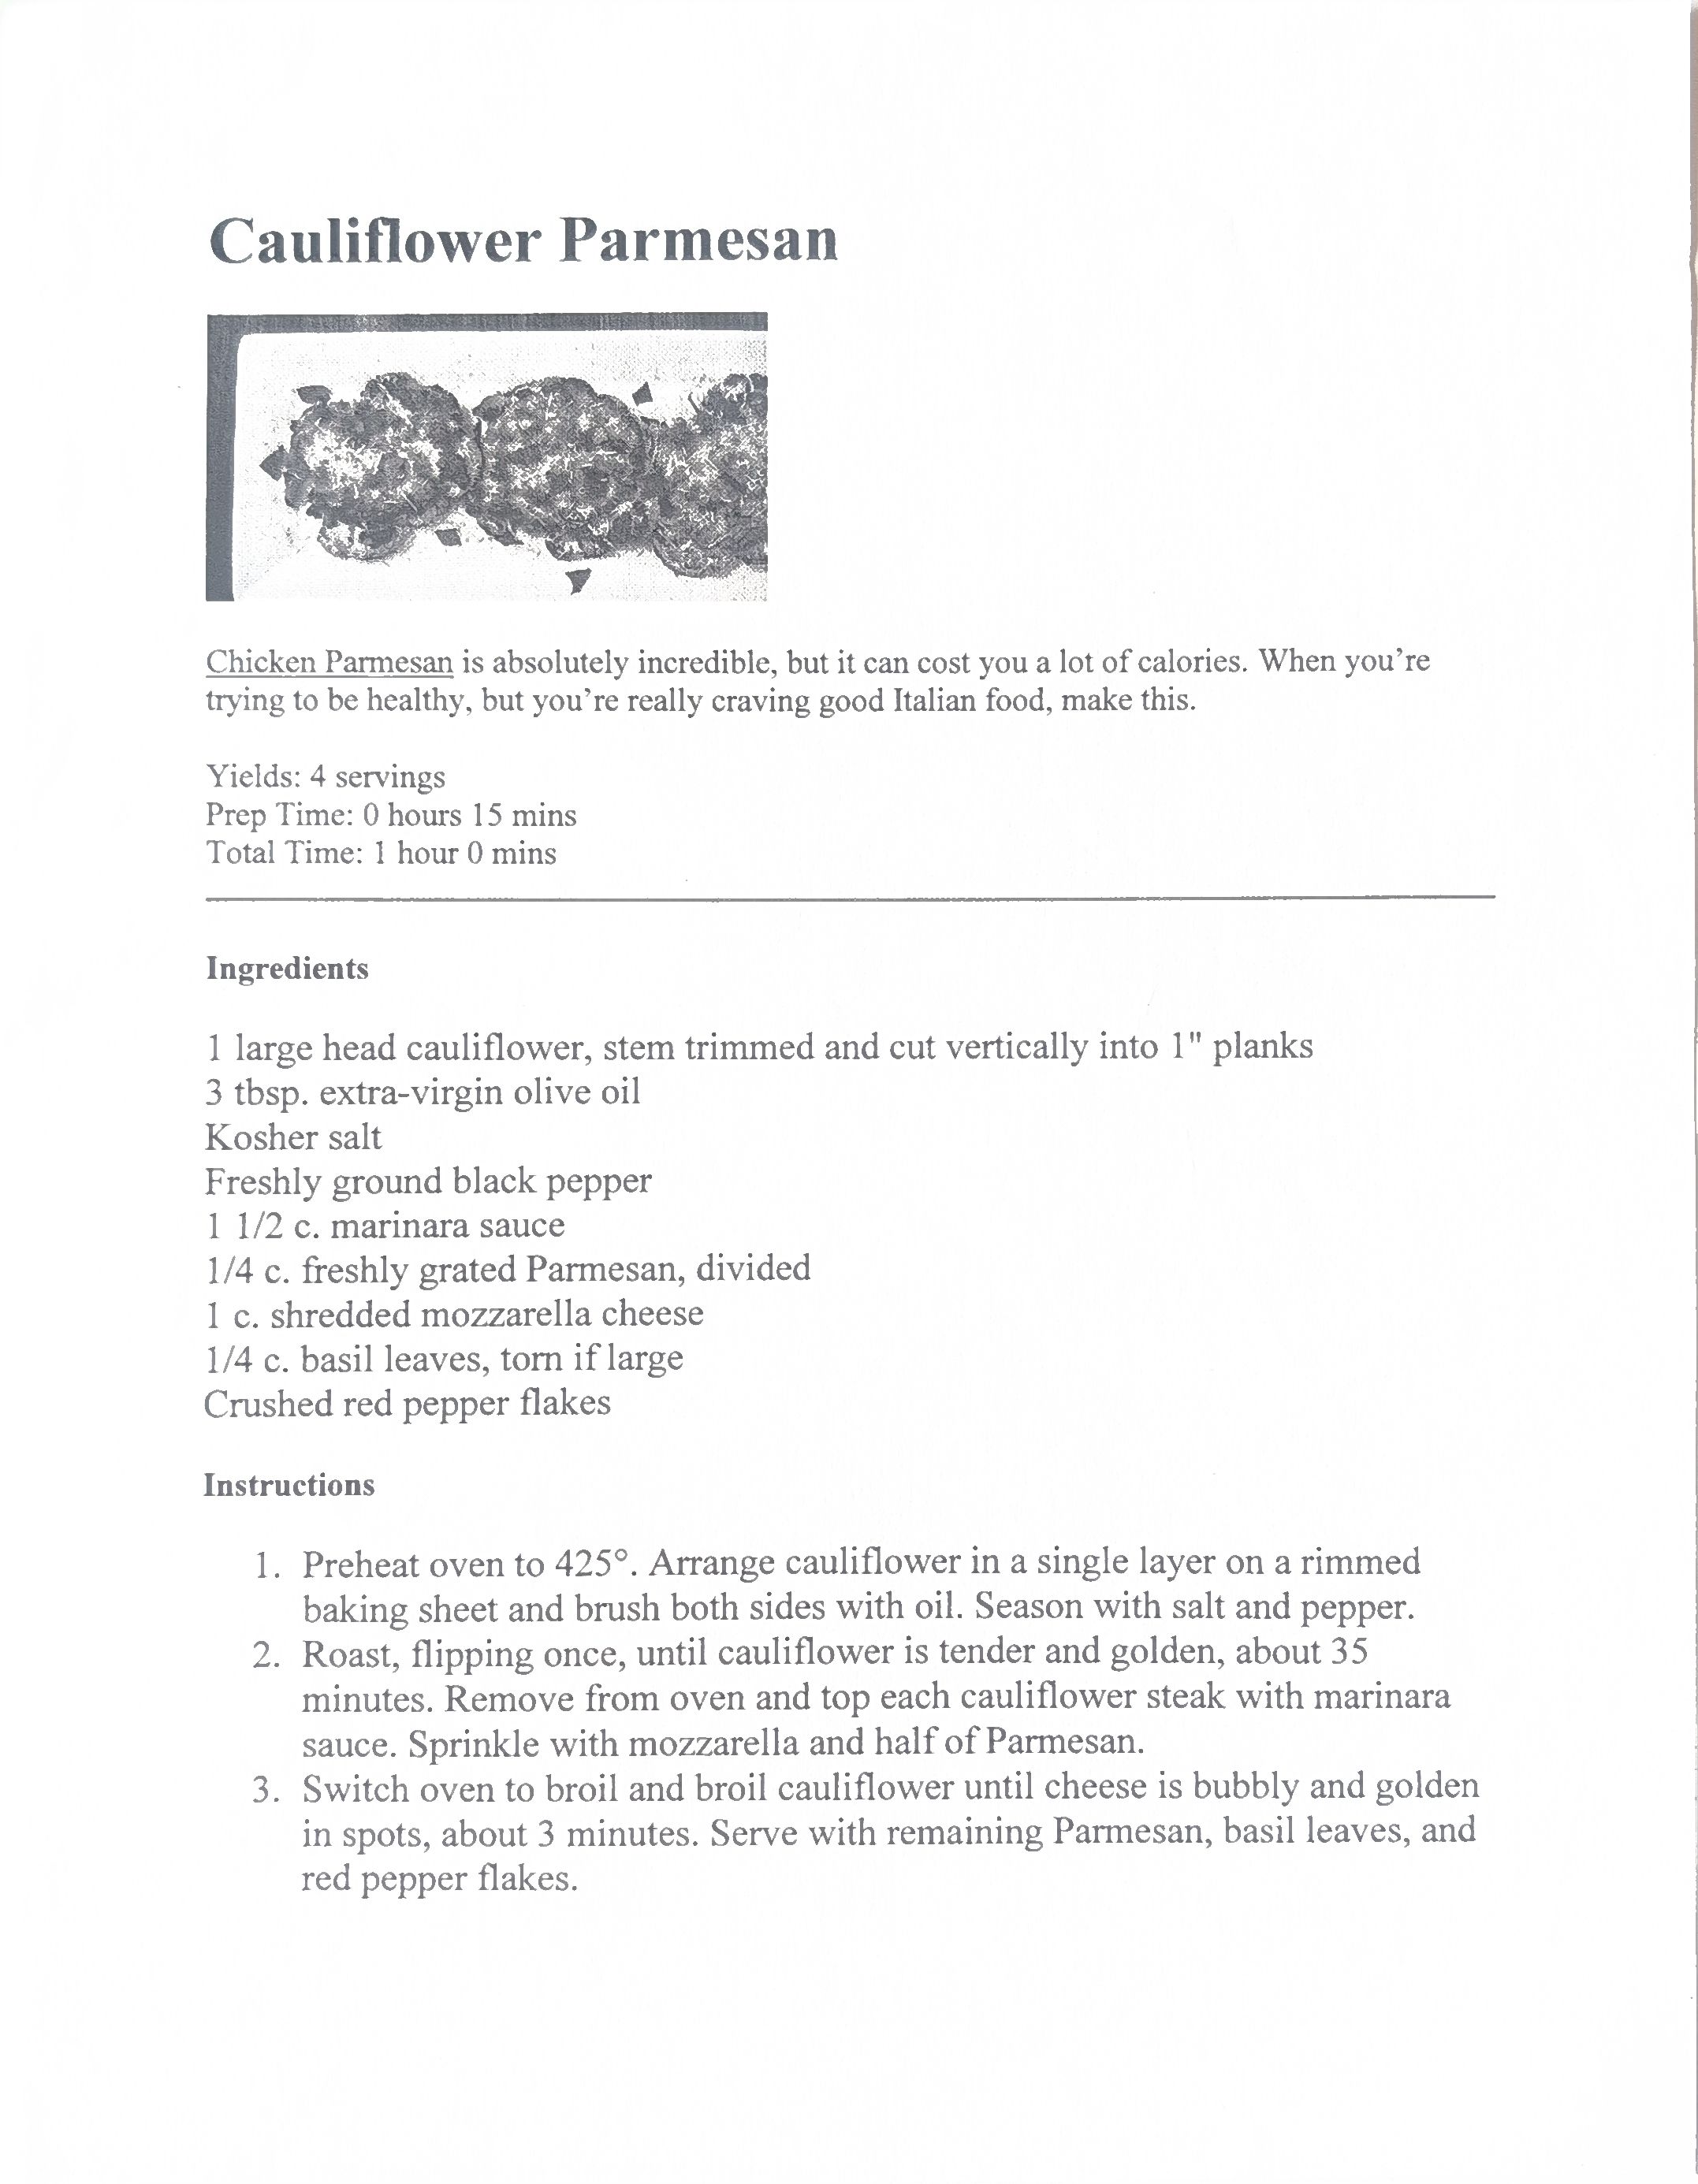 Cauliflower Parmesan
Chicken Parmesan is absolutely incredible, but it can cost you a lot of calories. When you’re
trying to be healthy, but you’re really craving good Italian food, make this.
Yields: 4 servings
Prep Time: 0 hours 15 mins
Total Time: 1 hour 0 mins
Ingredients
1 large head cauliflower, stem trimmed and cut vertically into 1" planks
3 tbsp. extra-virgin olive oil
Kosher salt
Freshly ground black pepper
1 1/2 c. marinara sauce
1/4 c. freshly grated Parmesan, divided
1 c. shredded mozzarella cheese
1/4 c. basil leaves, torn if large
Crushed red pepper flakes
Instructions
1. Preheat oven to 425°. Arrange cauliflower in a single layer on a rimmed
baking sheet and brush both sides with oil. Season with salt and pepper.
2. Roast, flipping once, until cauliflower is tender and golden, about 35
minutes. Remove from oven and top each cauliflower steak with marinara
sauce. Sprinkle with mozzarella and half of Parmesan.
3. Switch oven to broil and broil cauliflower until cheese is bubbly and golden
in spots, about 3 minutes. Serve with remaining Parmesan, basil leaves, and
red pepper flakes.